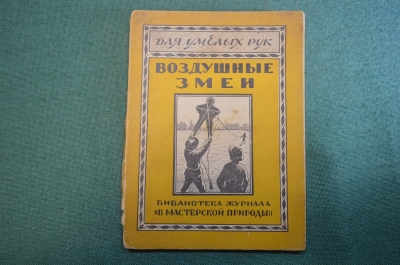 ДЛЯ УМЕЛЫХ РУК
ВОЗДУШНЫЕ
ЗМЕИ
БИБЛИОТЕКА ЖУРНАЛА
«В МАСТЕРСКОЙ ПРИРОДЫ»